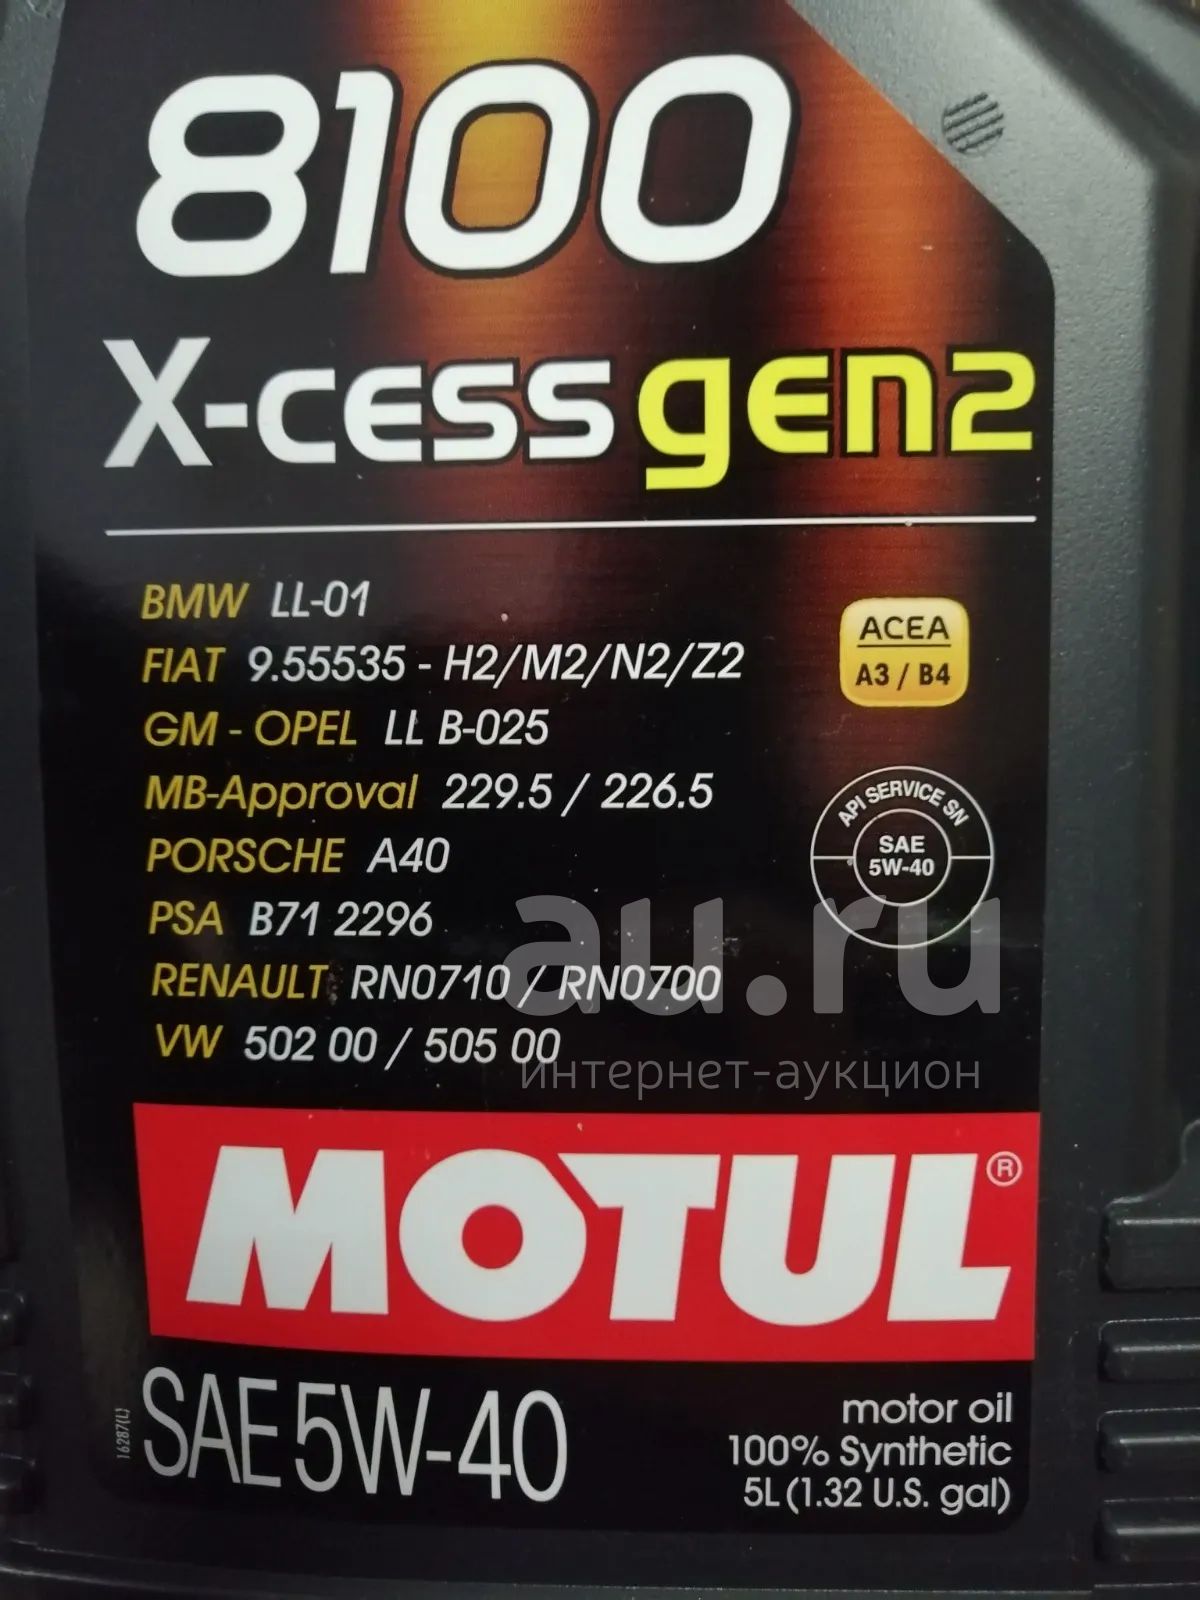 8100
X-cess gen2
BMW LL-01
FIAT 9.55535 - H2/M2/N2/Z2
GM - OPEL LL B-025
MB-Approval 229.5 / 226.5
PORSCHE A40
PSA B71 2296
RENAULT RN0710 / RN0700
VW 502 00 / 505 00
ACEA
A3 / B4
API SERVICE SN
SAE
5W-40
au.ru
интернет-аукцион
MOTUL®
SAE 5W-40
16287(L)
motor oil
100% Synthetic
5L (1.32 U.S. gal)